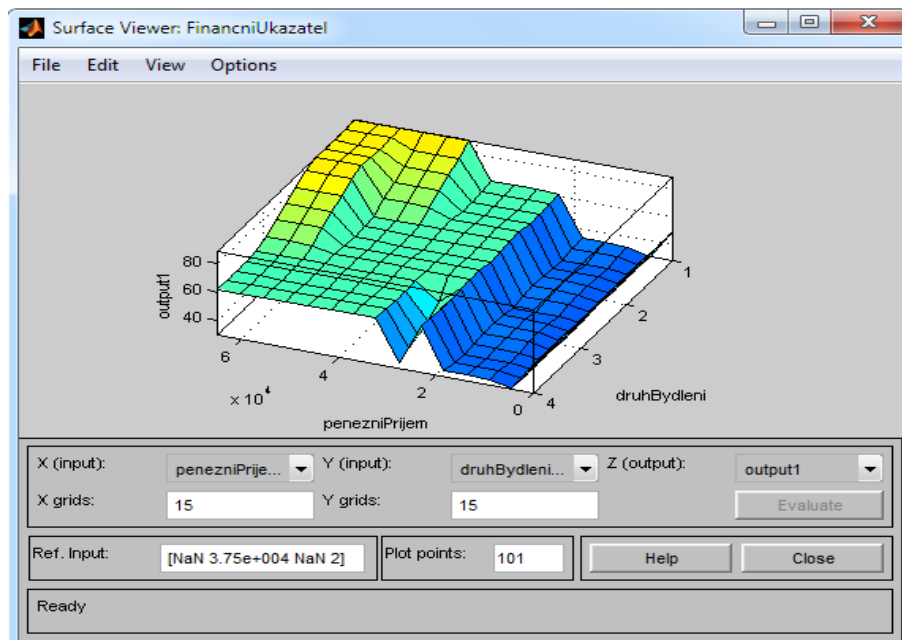 Surface Viewer: FinancniUkazatel
File Edit View Options
80
60
40
output1
6
4
2
0
x 10^4
penezniPrijem
1
2
3
4
druhBydleni
X (input): penezniPrije... Y (input): druhBydleni... Z (output): output1
X grids: 15 Y grids: 15 Evaluate
Ref. Input: [NaN 3.75e+004 NaN 2] Plot points: 101 Help Close
Ready